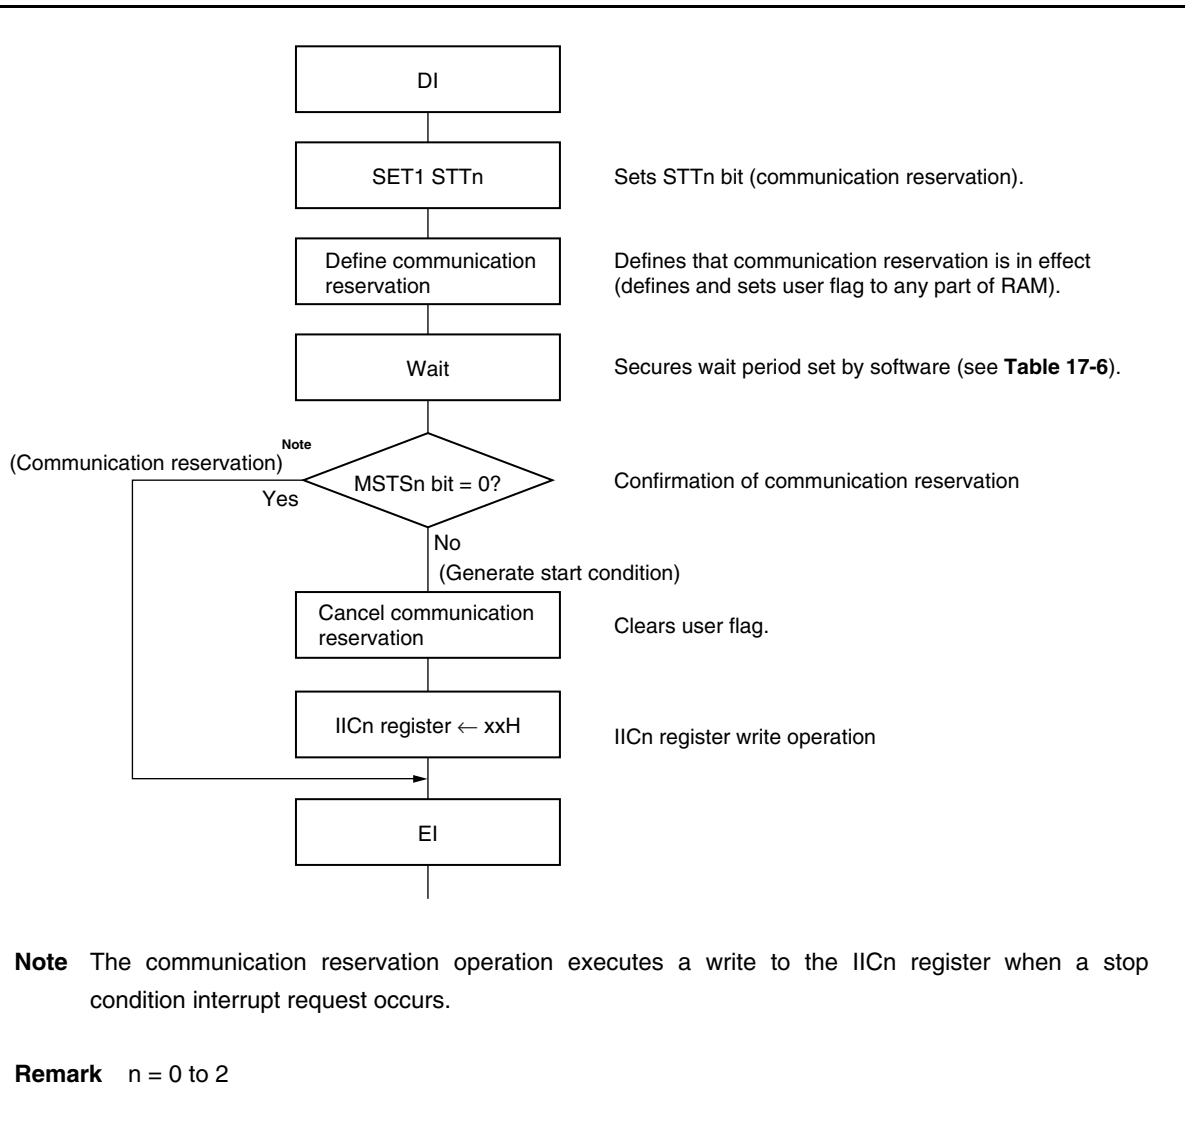 DI
SET1 STTn
Sets STTn bit (communication reservation).
Define communication
reservation
Defines that communication reservation is in effect
(defines and sets user flag to any part of RAM).
Wait
Secures wait period set by software (see Table 17-6).
(Communication reservation)Note
MSTSn bit = 0?
Confirmation of communication reservation
Yes
No
(Generate start condition)
Cancel communication
reservation
Clears user flag.
IICn register ← xxH
IICn register write operation
EI
Note The communication reservation operation executes a write to the IICn register when a stop
condition interrupt request occurs.
Remark n = 0 to 2